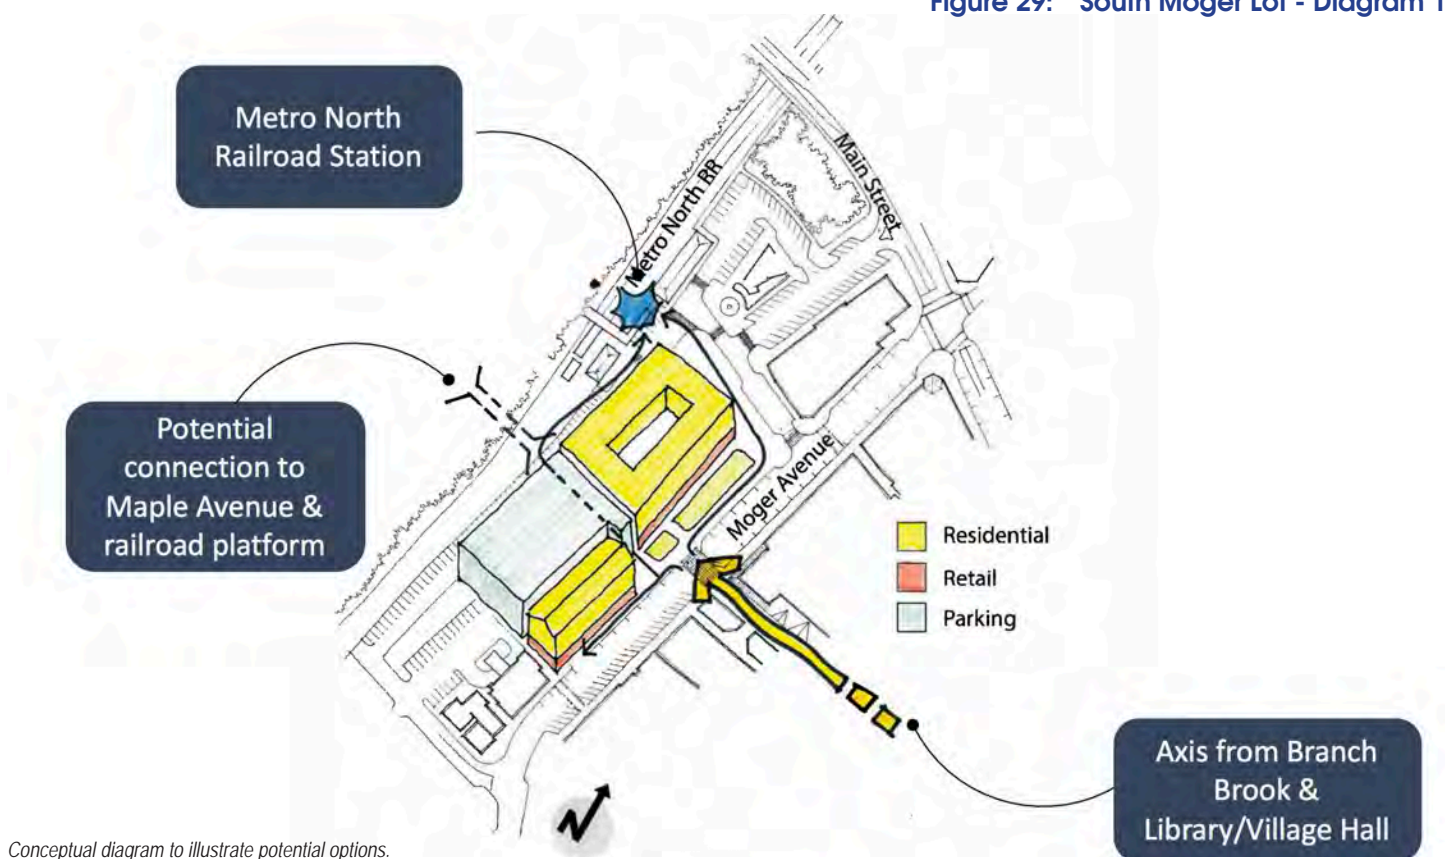 Figure 29: South Moger Lot - Diagram 1
Metro North
Railroad Station
Main Street
Metro North RR
Potential
connection to
Maple Avenue &
railroad platform
Moger Avenue
Residential
Retail
Parking
Axis from Branch
Brook &
Library/Village Hall
N
Conceptual diagram to illustrate potential options.